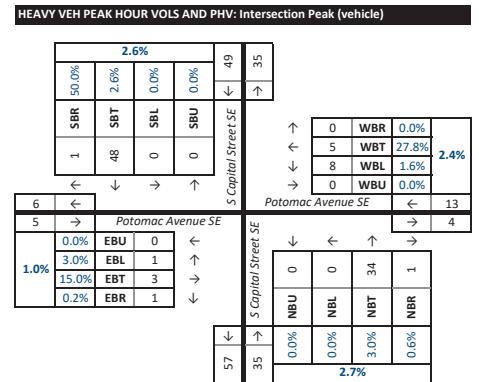 HEAVY VEH PEAK HOUR VOLS AND PHV: Intersection Peak (vehicle)
2.6%
49
35
50.0%
2.6%
0.0%
0.0%
↓
↑
SBR
SBT
SBL
SBU
S Capital Street SE
1
48
0
0
← ↓ → ↑
↑ 0 WBR 0.0%
← 5 WBT 27.8%
↓ 8 WBL 1.6%
→ 0 WBU 0.0%
2.4%
6 ←
Potomac Avenue SE
← 13
5 →
Potomac Avenue SE
→ 4
1.0%
0.0% EBU 0 ←
3.0% EBL 1 ↑
15.0% EBT 3 →
0.2% EBR 1 ↓
S Capital Street SE
↓ ← ↑ →
0
0
34
1
NBU
NBL
NBT
NBR
↓
↑
0.0%
0.0%
3.0%
0.6%
57
35
2.7%